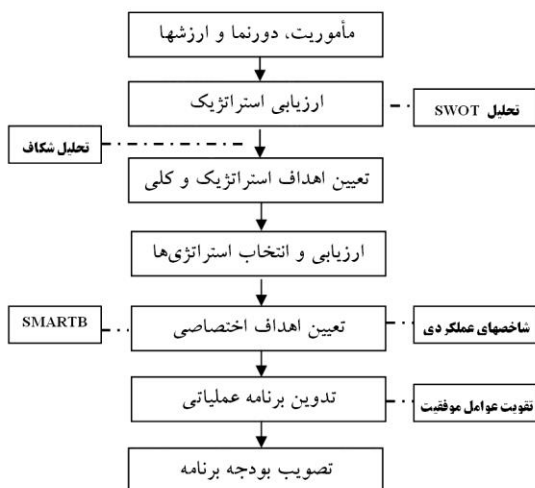 مأموریت، دورنما و ارزشها
ارزیابی استراتژیک
تحلیل SWOT
تحلیل شکاف
تعیین اهداف استراتژیک و کلی
ارزیابی و انتخاب استراتژی‌ها
تعیین اهداف اختصاصی
شاخصهای عملکردی
SMARTB
تدوین برنامه عملیاتی
تقویت عوامل موفقیت
تصویب بودجه برنامه